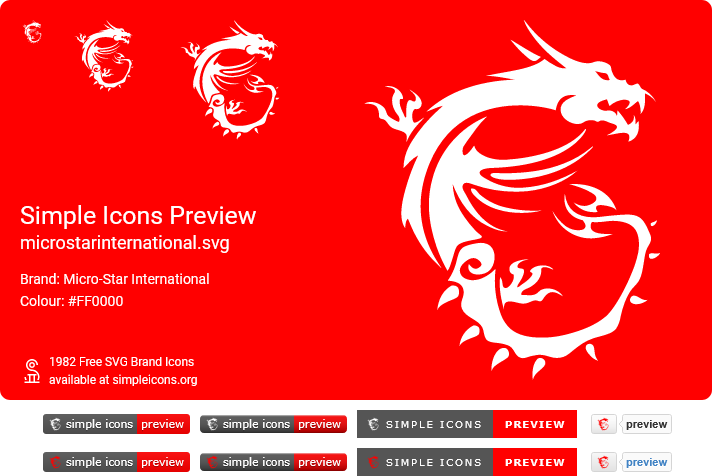 Simple Icons Preview
microstarinternational.svg
Brand: Micro-Star International
Colour: #FF0000
1982 Free SVG Brand Icons
available at simpleicons.org
simple icons preview
simple icons preview
SIMPLE ICONS PREVIEW
preview
simple icons preview
simple icons preview
SIMPLE ICONS PREVIEW
preview